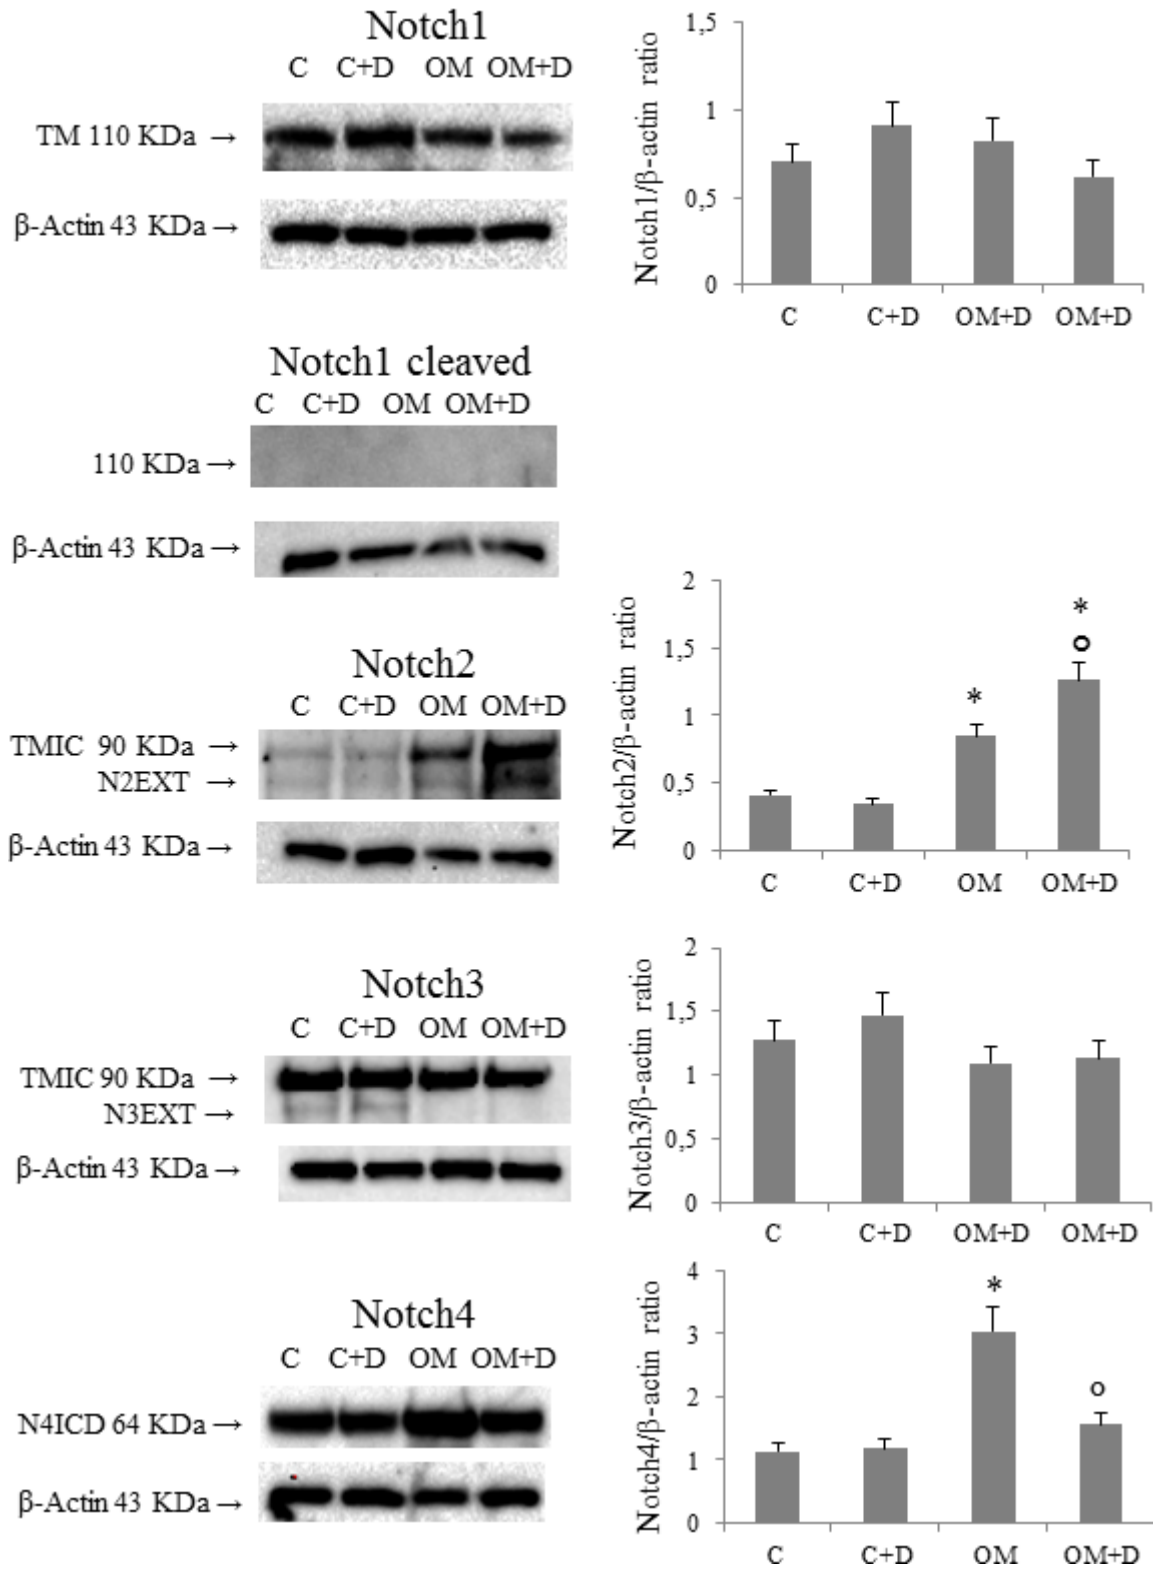 Notch1
C C+D OM OM+D
TM 110 KDa →
β-Actin 43 KDa →
Notch1/β-actin ratio
1,5
1
0,5
0
C C+D OM+D OM+D
Notch1 cleaved
C C+D OM OM+D
110 KDa →
β-Actin 43 KDa →
Notch2
C C+D OM OM+D
TMIC 90 KDa →
N2EXT →
β-Actin 43 KDa →
Notch2/β-actin ratio
2
1,5
1
0,5
0
*
*
o
C C+D OM OM+D
Notch3
C C+D OM OM+D
TMIC 90 KDa →
N3EXT →
β-Actin 43 KDa →
Notch3/β-actin ratio
2
1,5
1
0,5
0
C C+D OM+D OM+D
Notch4
C C+D OM OM+D
N4ICD 64 KDa →
β-Actin 43 KDa →
Notch4/β-actin ratio
4
3
2
1
0
*
o
C C+D OM OM+D